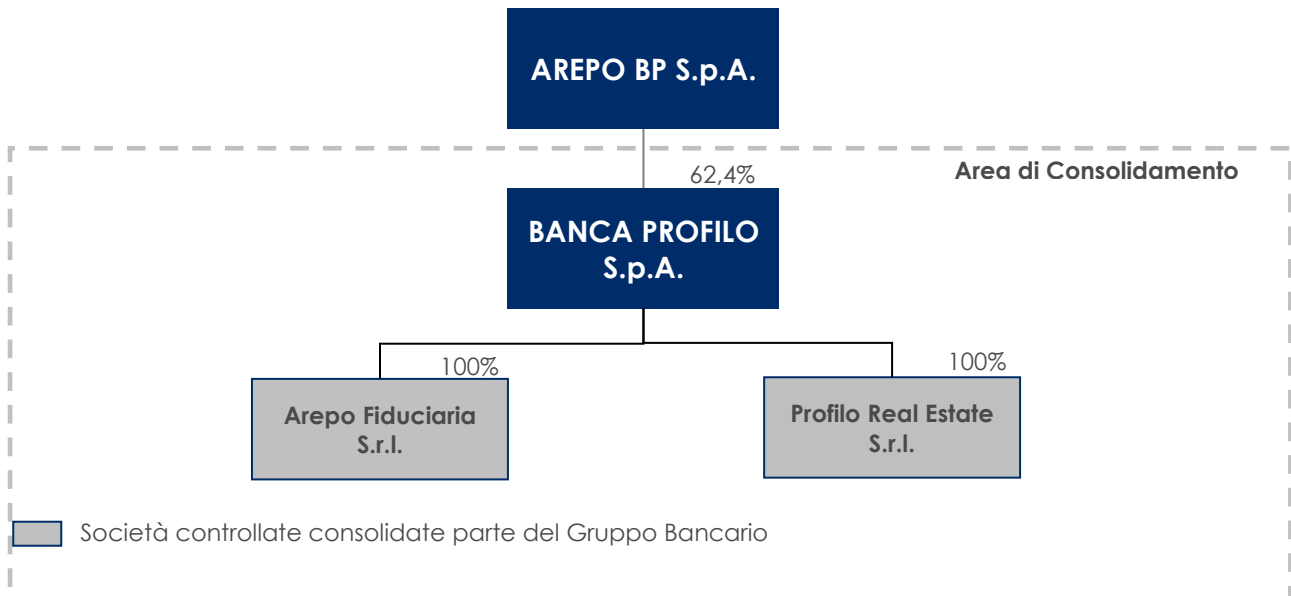 AREPO BP S.p.A.
62,4%
Area di Consolidamento
BANCA PROFILO
S.p.A.
100%
100%
Arepo Fiduciaria
S.r.l.
Profilo Real Estate
S.r.l.
Società controllate consolidate parte del Gruppo Bancario